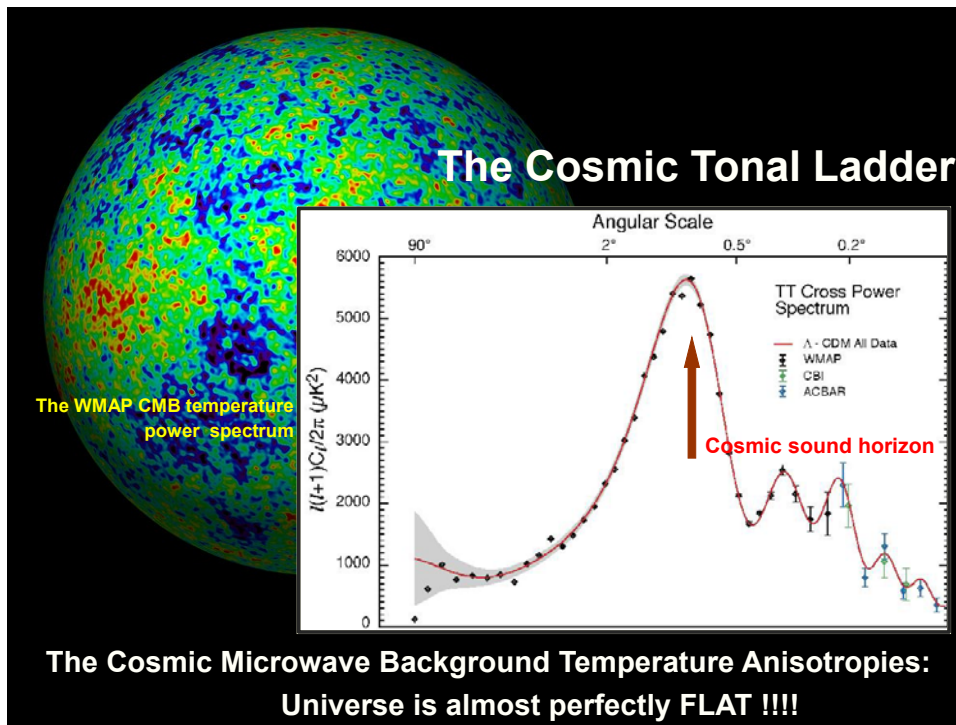 The Cosmic Tonal Ladder
Angular Scale
90° 2° 0.5° 0.2°
6000
5000
4000
3000
2000
1000
0
l(l+1)Cl/2π (μK²)
TT Cross Power
Spectrum
Λ - CDM All Data
WMAP
CBI
ACBAR
The WMAP CMB temperature
power spectrum
Cosmic sound horizon
The Cosmic Microwave Background Temperature Anisotropies:
Universe is almost perfectly FLAT !!!!